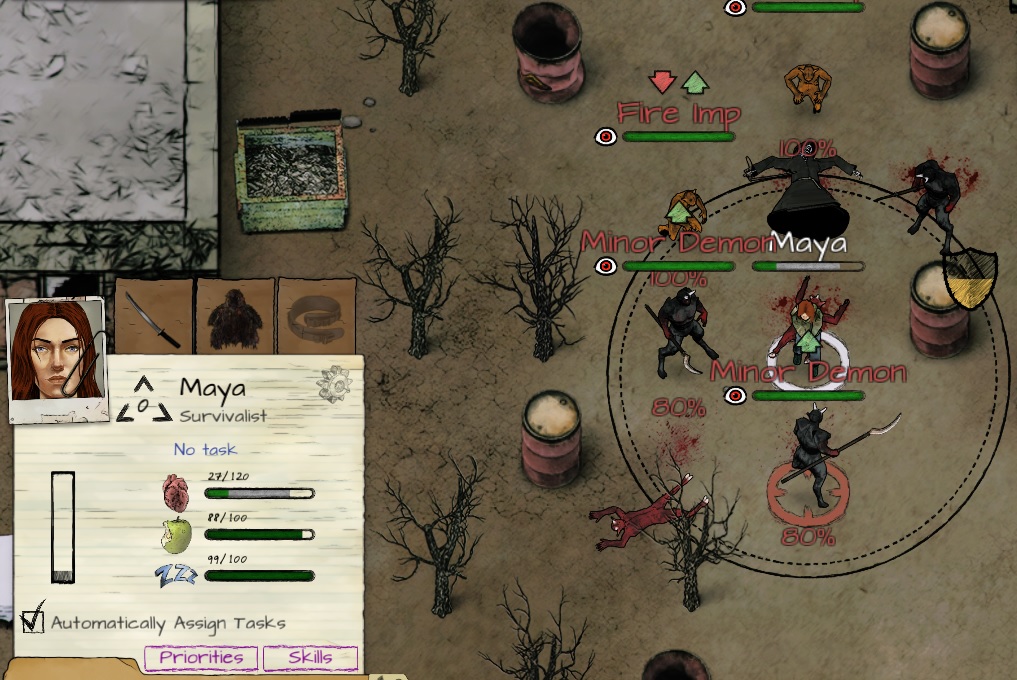 Fire Imp
100%
Minor Demon
Maya
100%
Minor Demon
80%
80%
Maya
0
Survivalist
No task
27/120
88/100
99/100
Automatically Assign Tasks
Priorities
Skills